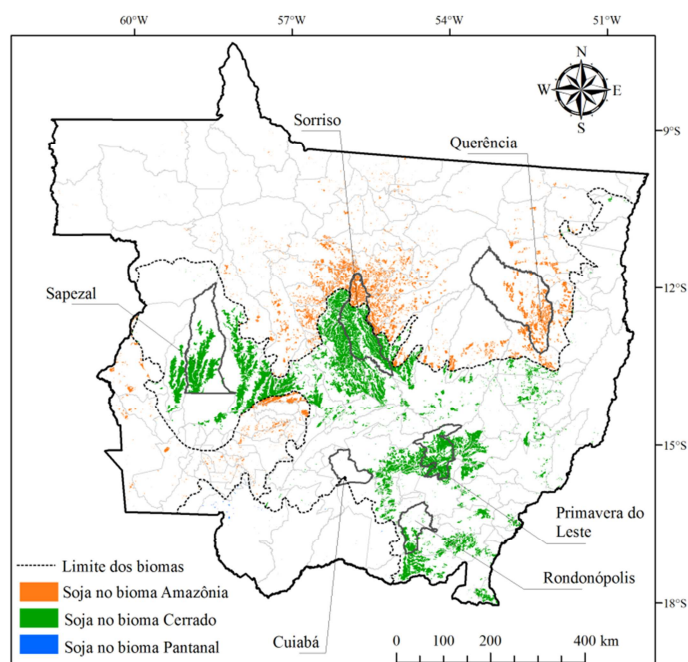 60°W 57°W 54°W 51°W
N
W E
S
Sorriso
Querência
9°S
Sapezal
12°S
15°S
Primavera do
Leste
Limite dos biomas
Rondonópolis
Soja no bioma Amazônia
Soja no bioma Cerrado
18°S
Cuiabá
Soja no bioma Pantanal
0 100 200 400 km